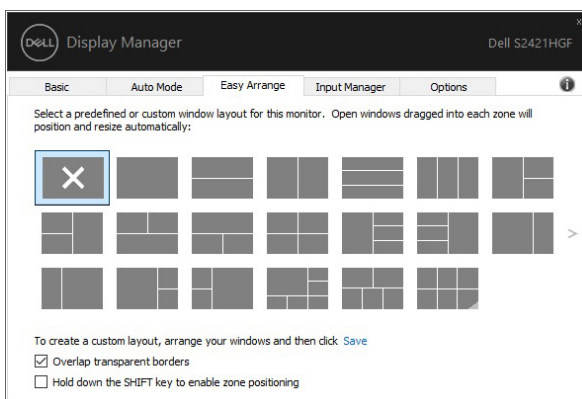 x
DELL Display Manager Dell S2421HGF
Basic Auto Mode Easy Arrange Input Manager Options i
Select a predefined or custom window layout for this monitor. Open windows dragged into each zone will
position and resize automatically:
>
To create a custom layout, arrange your windows and then click Save
Overlap transparent borders
Hold down the SHIFT key to enable zone positioning